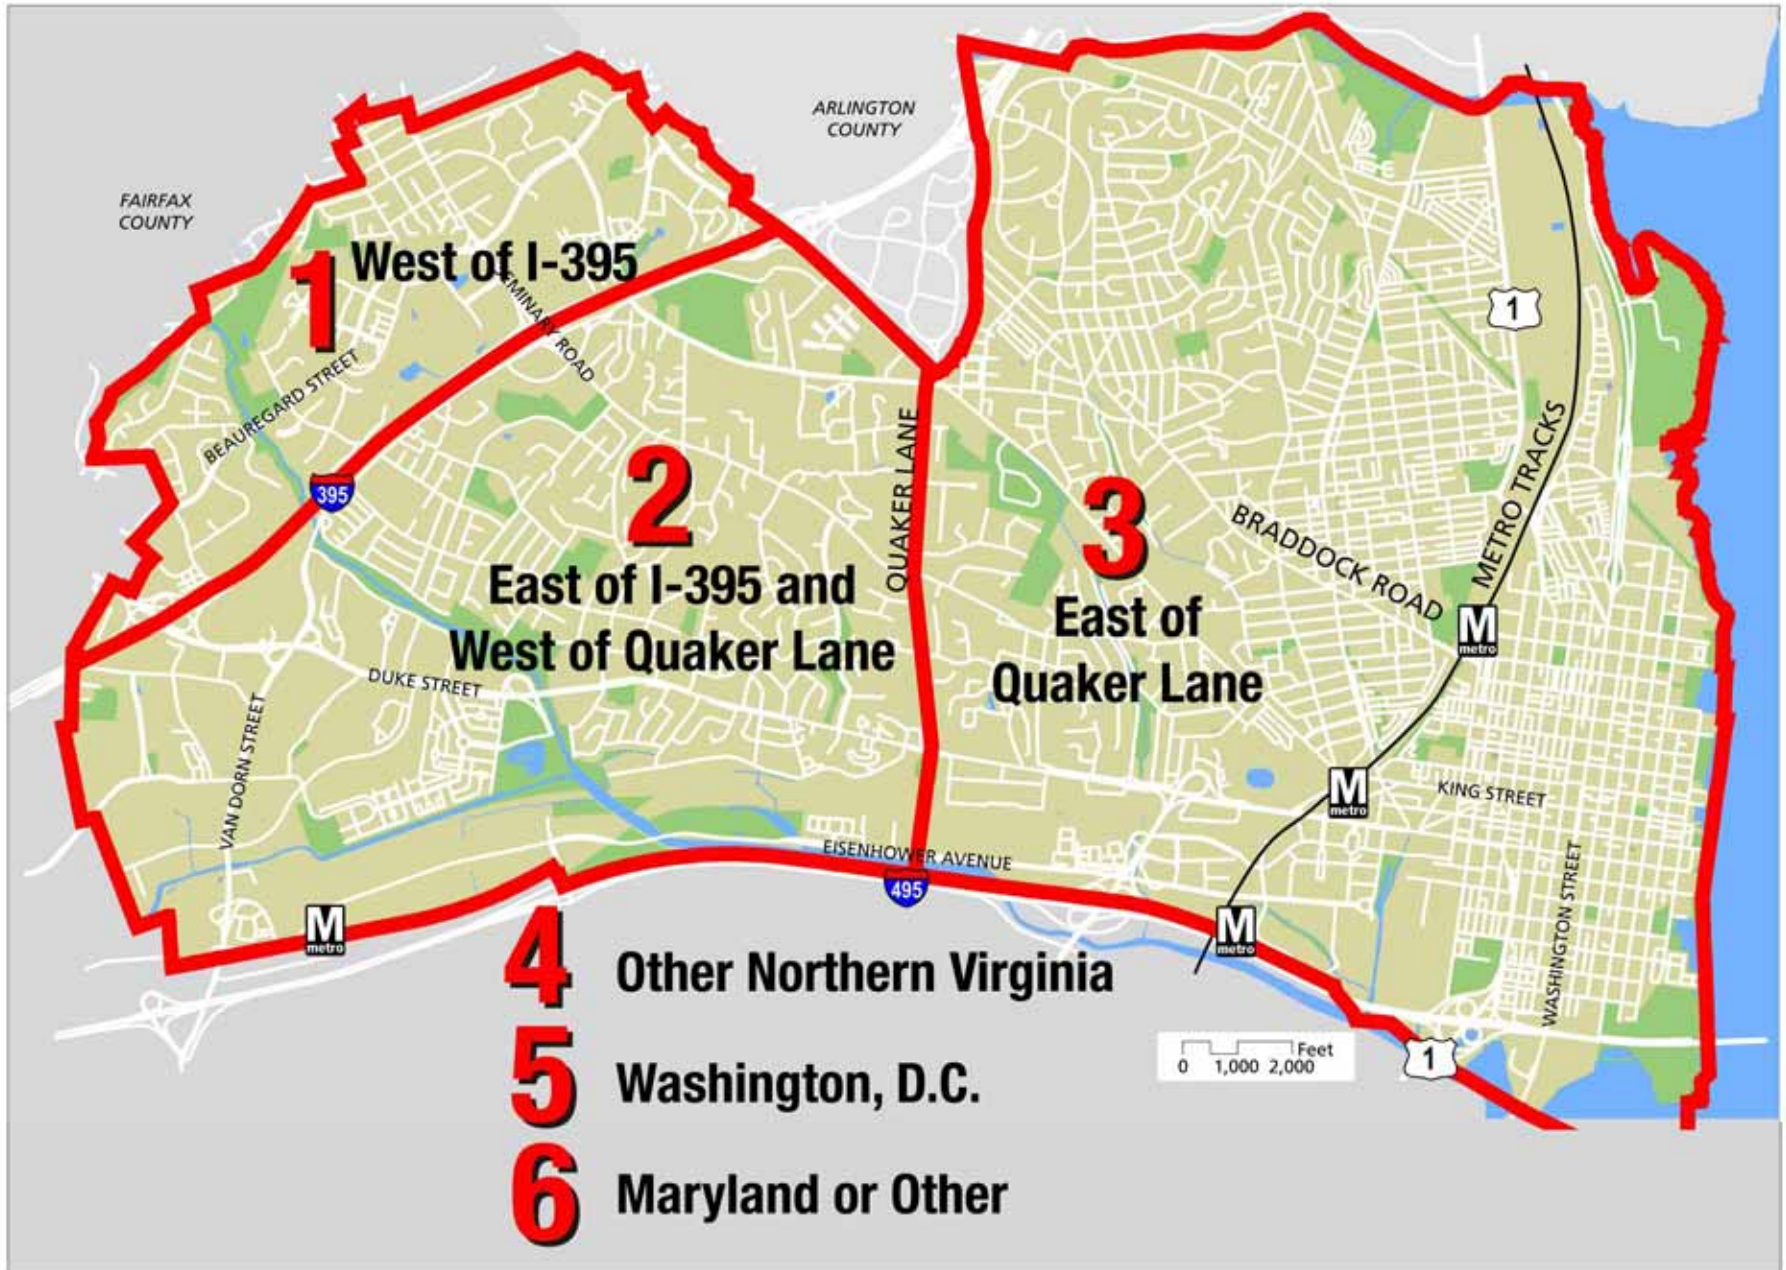 ARLINGTON
COUNTY
FAIRFAX
COUNTY
1 West of I-395
SEMINARY ROAD
BEAUREGARD STREET
395
1
2
East of I-395 and
West of Quaker Lane
QUAKER LANE
3
East of
Quaker Lane
BRADDOCK ROAD
METRO TRACKS
M
metro
DUKE STREET
VAN DORN STREET
M
metro
KING STREET
EISENHOWER AVENUE
495
WASHINGTON STREET
M
metro
M
metro
4 Other Northern Virginia
5 Washington, D.C.
6 Maryland or Other
Feet
0 1,000 2,000
1